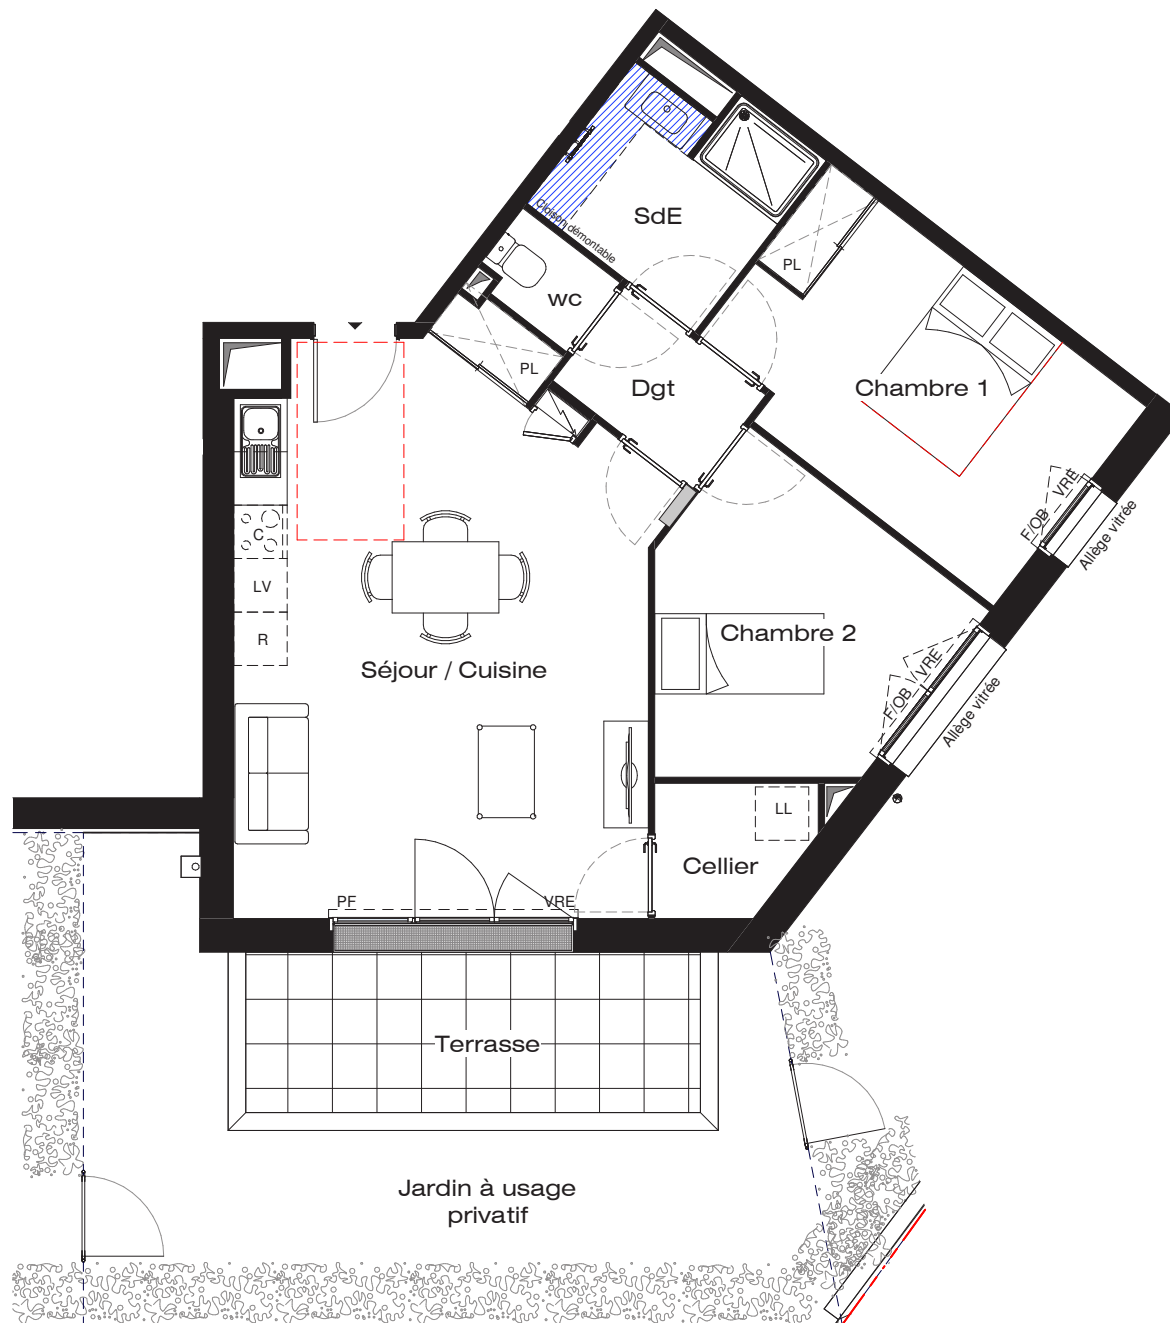 SdE
Cloison démontable
PL
wc
PL
Dgt
Chambre 1
VRE
F/OB
Allège vitrée
C
LV
R
Séjour / Cuisine
Chambre 2
VRE
F/OB
Allège vitrée
LL
Cellier
PF
VRE
Terrasse
Jardin à usage
privatif